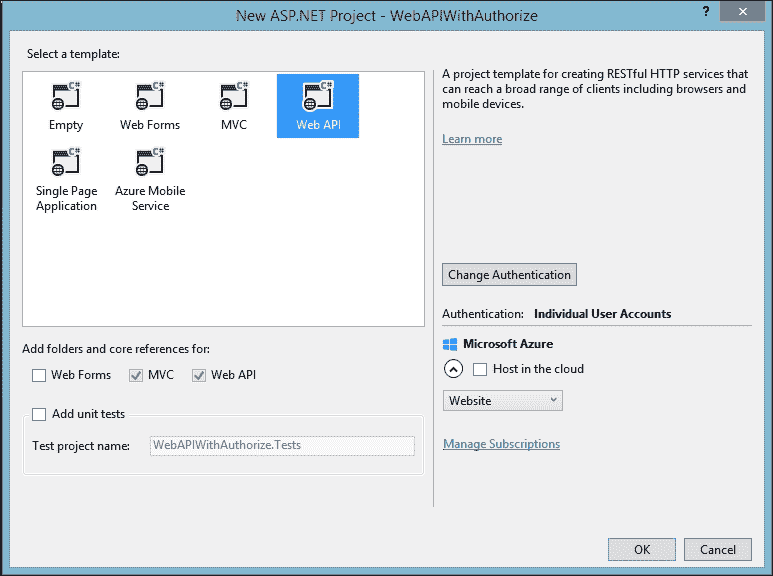 New ASP.NET Project - WebAPIWithAuthorize
?
Select a template:
C#
C#
C#
C#
Empty
Web Forms
MVC
Web API
C#
C#
Single Page
Application
Azure Mobile
Service
A project template for creating RESTful HTTP services that
can reach a broad range of clients including browsers and
mobile devices.
Learn more
Change Authentication
Authentication: Individual User Accounts
Microsoft Azure
Host in the cloud
Website
Manage Subscriptions
Add folders and core references for:
Web Forms
MVC
Web API
Add unit tests
Test project name:
WebAPIWithAuthorize.Tests
OK
Cancel